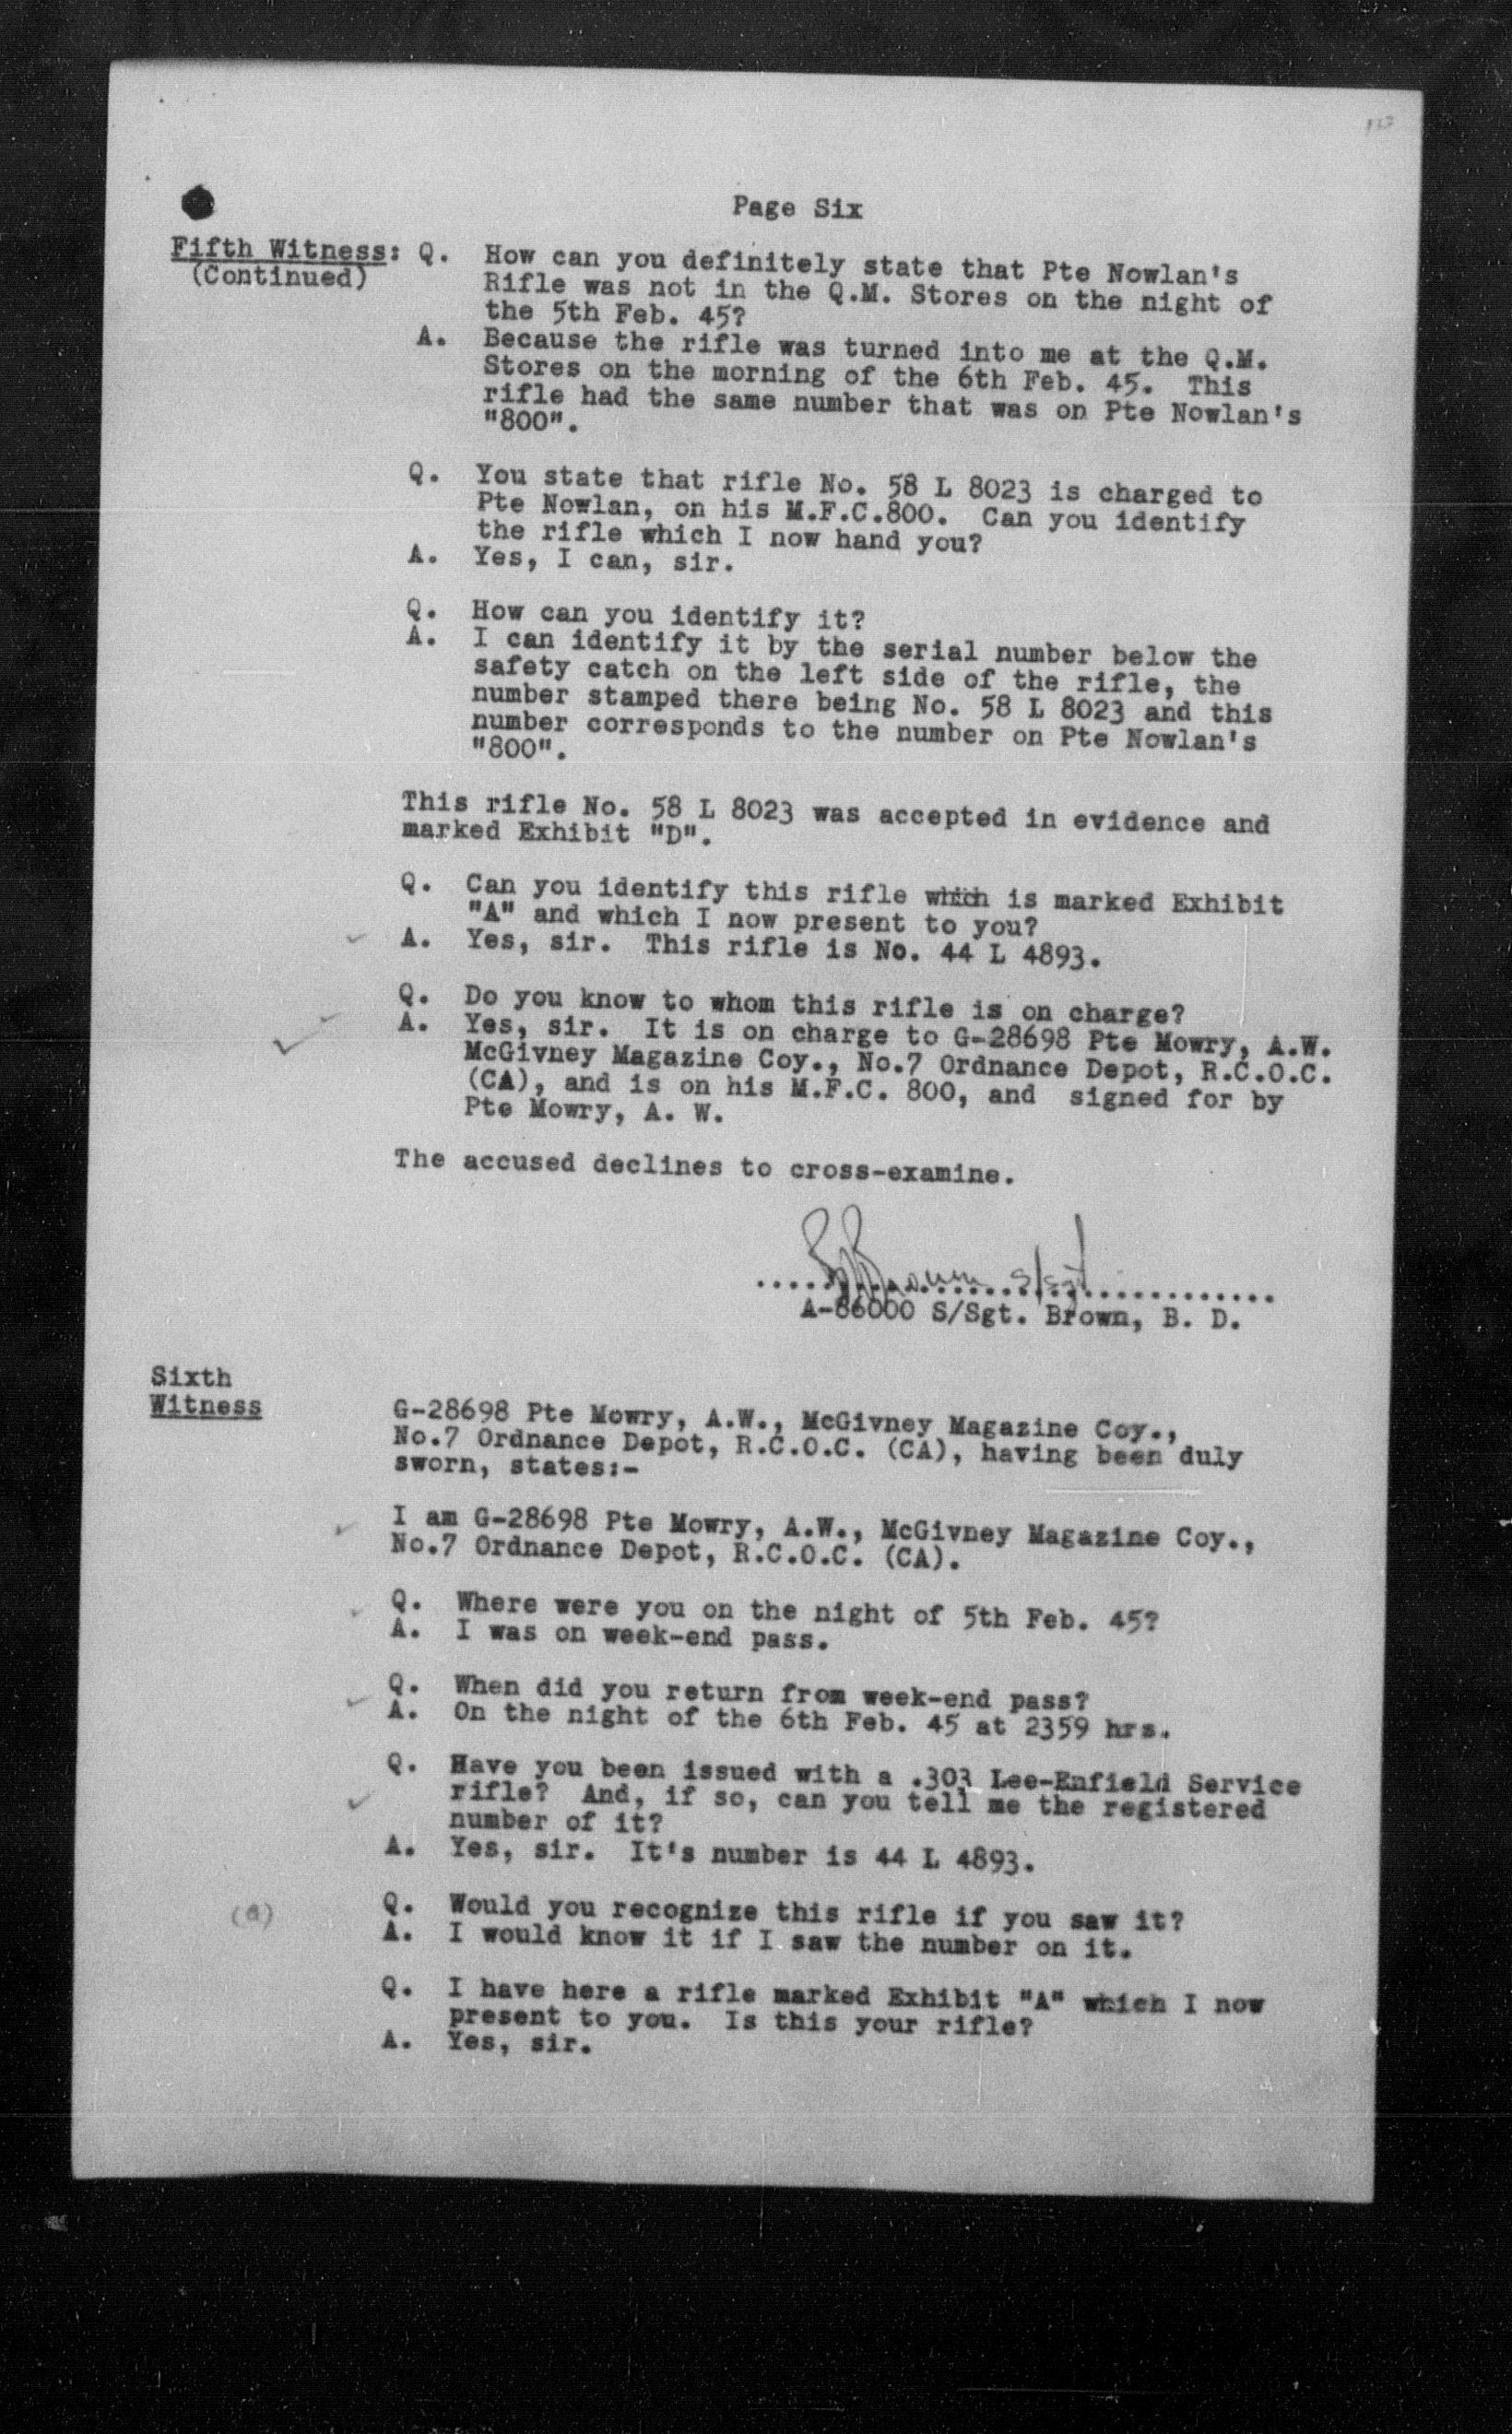 Page Six
Fifth Witness: Q. How can you definitely state that Pte Nowlan's
(Continued) Rifle was not in the Q.M. Stores on the night of
the 5th Feb. 45?
A. Because the rifle was turned into me at the Q.M.
Stores on the morning of the 6th Feb. 45. This
rifle had the same number that was on Pte Nowlan's
"800".
Q. You state that rifle No. 58 L 8023 is charged to
Pte Nowlan, on his M.F.C.800. Can you identify
the rifle which I now hand you?
A. Yes, I can, sir.
Q. How can you identify it?
A. I can identify it by the serial number below the
safety catch on the left side of the rifle, the
number stamped there being No. 58 L 8023 and this
number corresponds to the number on Pte Nowlan's
"800".
This rifle No. 58 L 8023 was accepted in evidence and
marked Exhibit "D".
Q. Can you identify this rifle which is marked Exhibit
"A" and which I now present to you?
A. Yes, sir. This rifle is No. 44 L 4893.
Q. Do you know to whom this rifle is on charge?
A. Yes, sir. It is on charge to G-28698 Pte Mowry, A.W.
McGivney Magazine Coy., No.7 Ordnance Depot, R.C.O.C.
(CA), and is on his M.F.C. 800, and signed for by
Pte Mowry, A. W.
The accused declines to cross-examine.
Brown S/Sgt
A-86000 S/Sgt. Brown, B. D.
Sixth
Witness
G-28698 Pte Mowry, A.W., McGivney Magazine Coy.,
No.7 Ordnance Depot, R.C.O.C. (CA), having been duly
sworn, states:-
I am G-28698 Pte Mowry, A.W., McGivney Magazine Coy.,
No.7 Ordnance Depot, R.C.O.C. (CA).
Q. Where were you on the night of 5th Feb. 45?
A. I was on week-end pass.
Q. When did you return from week-end pass?
A. On the night of the 6th Feb. 45 at 2359 hrs.
Q. Have you been issued with a .303 Lee-Enfield Service
rifle? And, if so, can you tell me the registered
number of it?
A. Yes, sir. It's number is 44 L 4893.
(a) Q. Would you recognize this rifle if you saw it?
A. I would know it if I saw the number on it.
Q. I have here a rifle marked Exhibit "A" which I now
present to you. Is this your rifle?
A. Yes, sir.